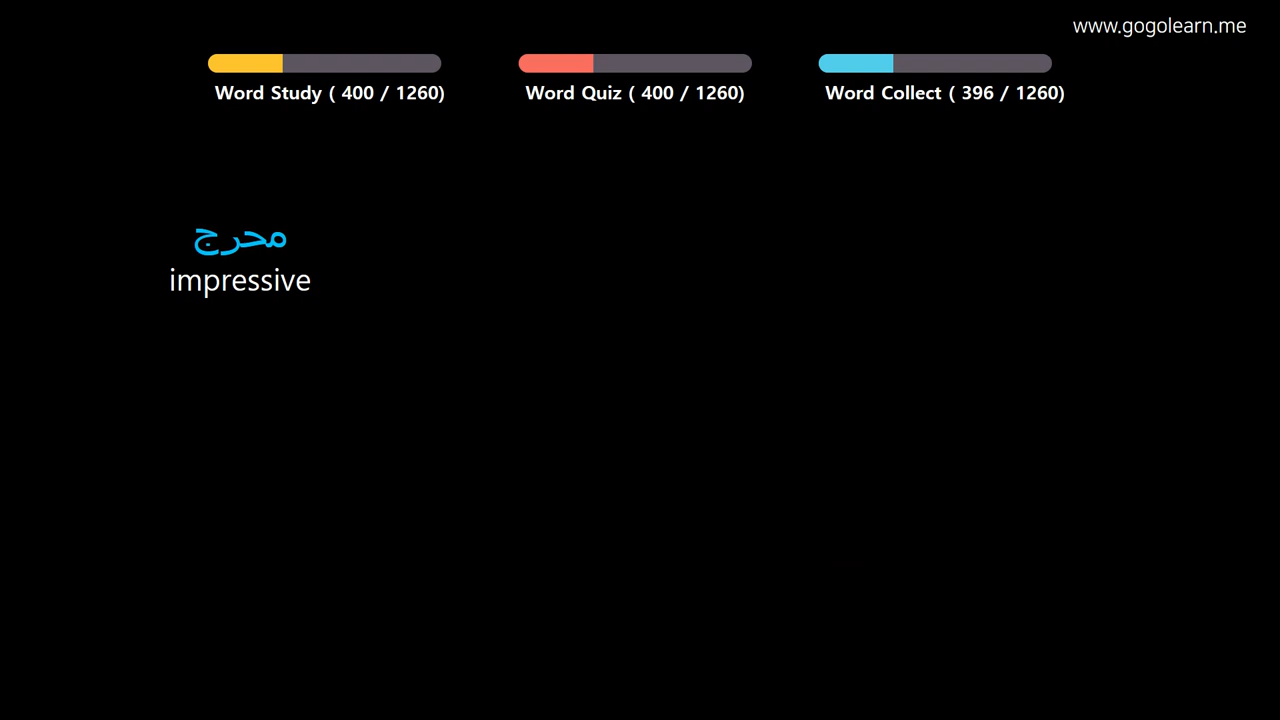 www.gogolearn.me
Word Study ( 400 / 1260)
Word Quiz ( 400 / 1260)
Word Collect ( 396 / 1260)
محرج
impressive